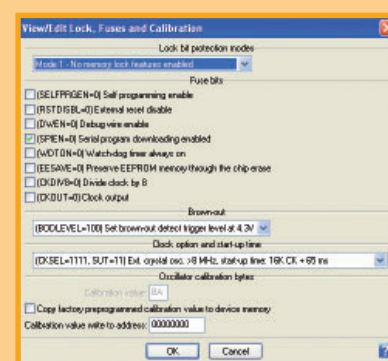 View/Edit Lock, Fuses and Calibration
Lock bit protection modes
Mode 1 - No memory lock features enabled
Fuse bits
(SELFPRGEN=0) Self programming enable
(RSTDISBL=0) External reset disable
(DWEN=0) Debug wire enable
(SPIEN=0) Serial program downloading enabled
(WDTON=0) Watch-dog timer always on
(EESAVE=0) Preserve EEPROM memory through the chip erase
(CKDIV8=0) Divide clock by 8
(CKOUT=0) Clock output
Brown-out
(BODLEVEL=100) Set brown-out detect trigger level at 4.3V
Clock option and start-up time
(CKSEL=1111, SUT=11) Ext. crystal osc. >8 MHz, start-up time: 16K CK + 65 ms
Oscillator calibration bytes
Calibration value: 8A
Copy factory preprogrammed calibration value to device memory
Calibration value write to address: 00000000
OK Cancel
?